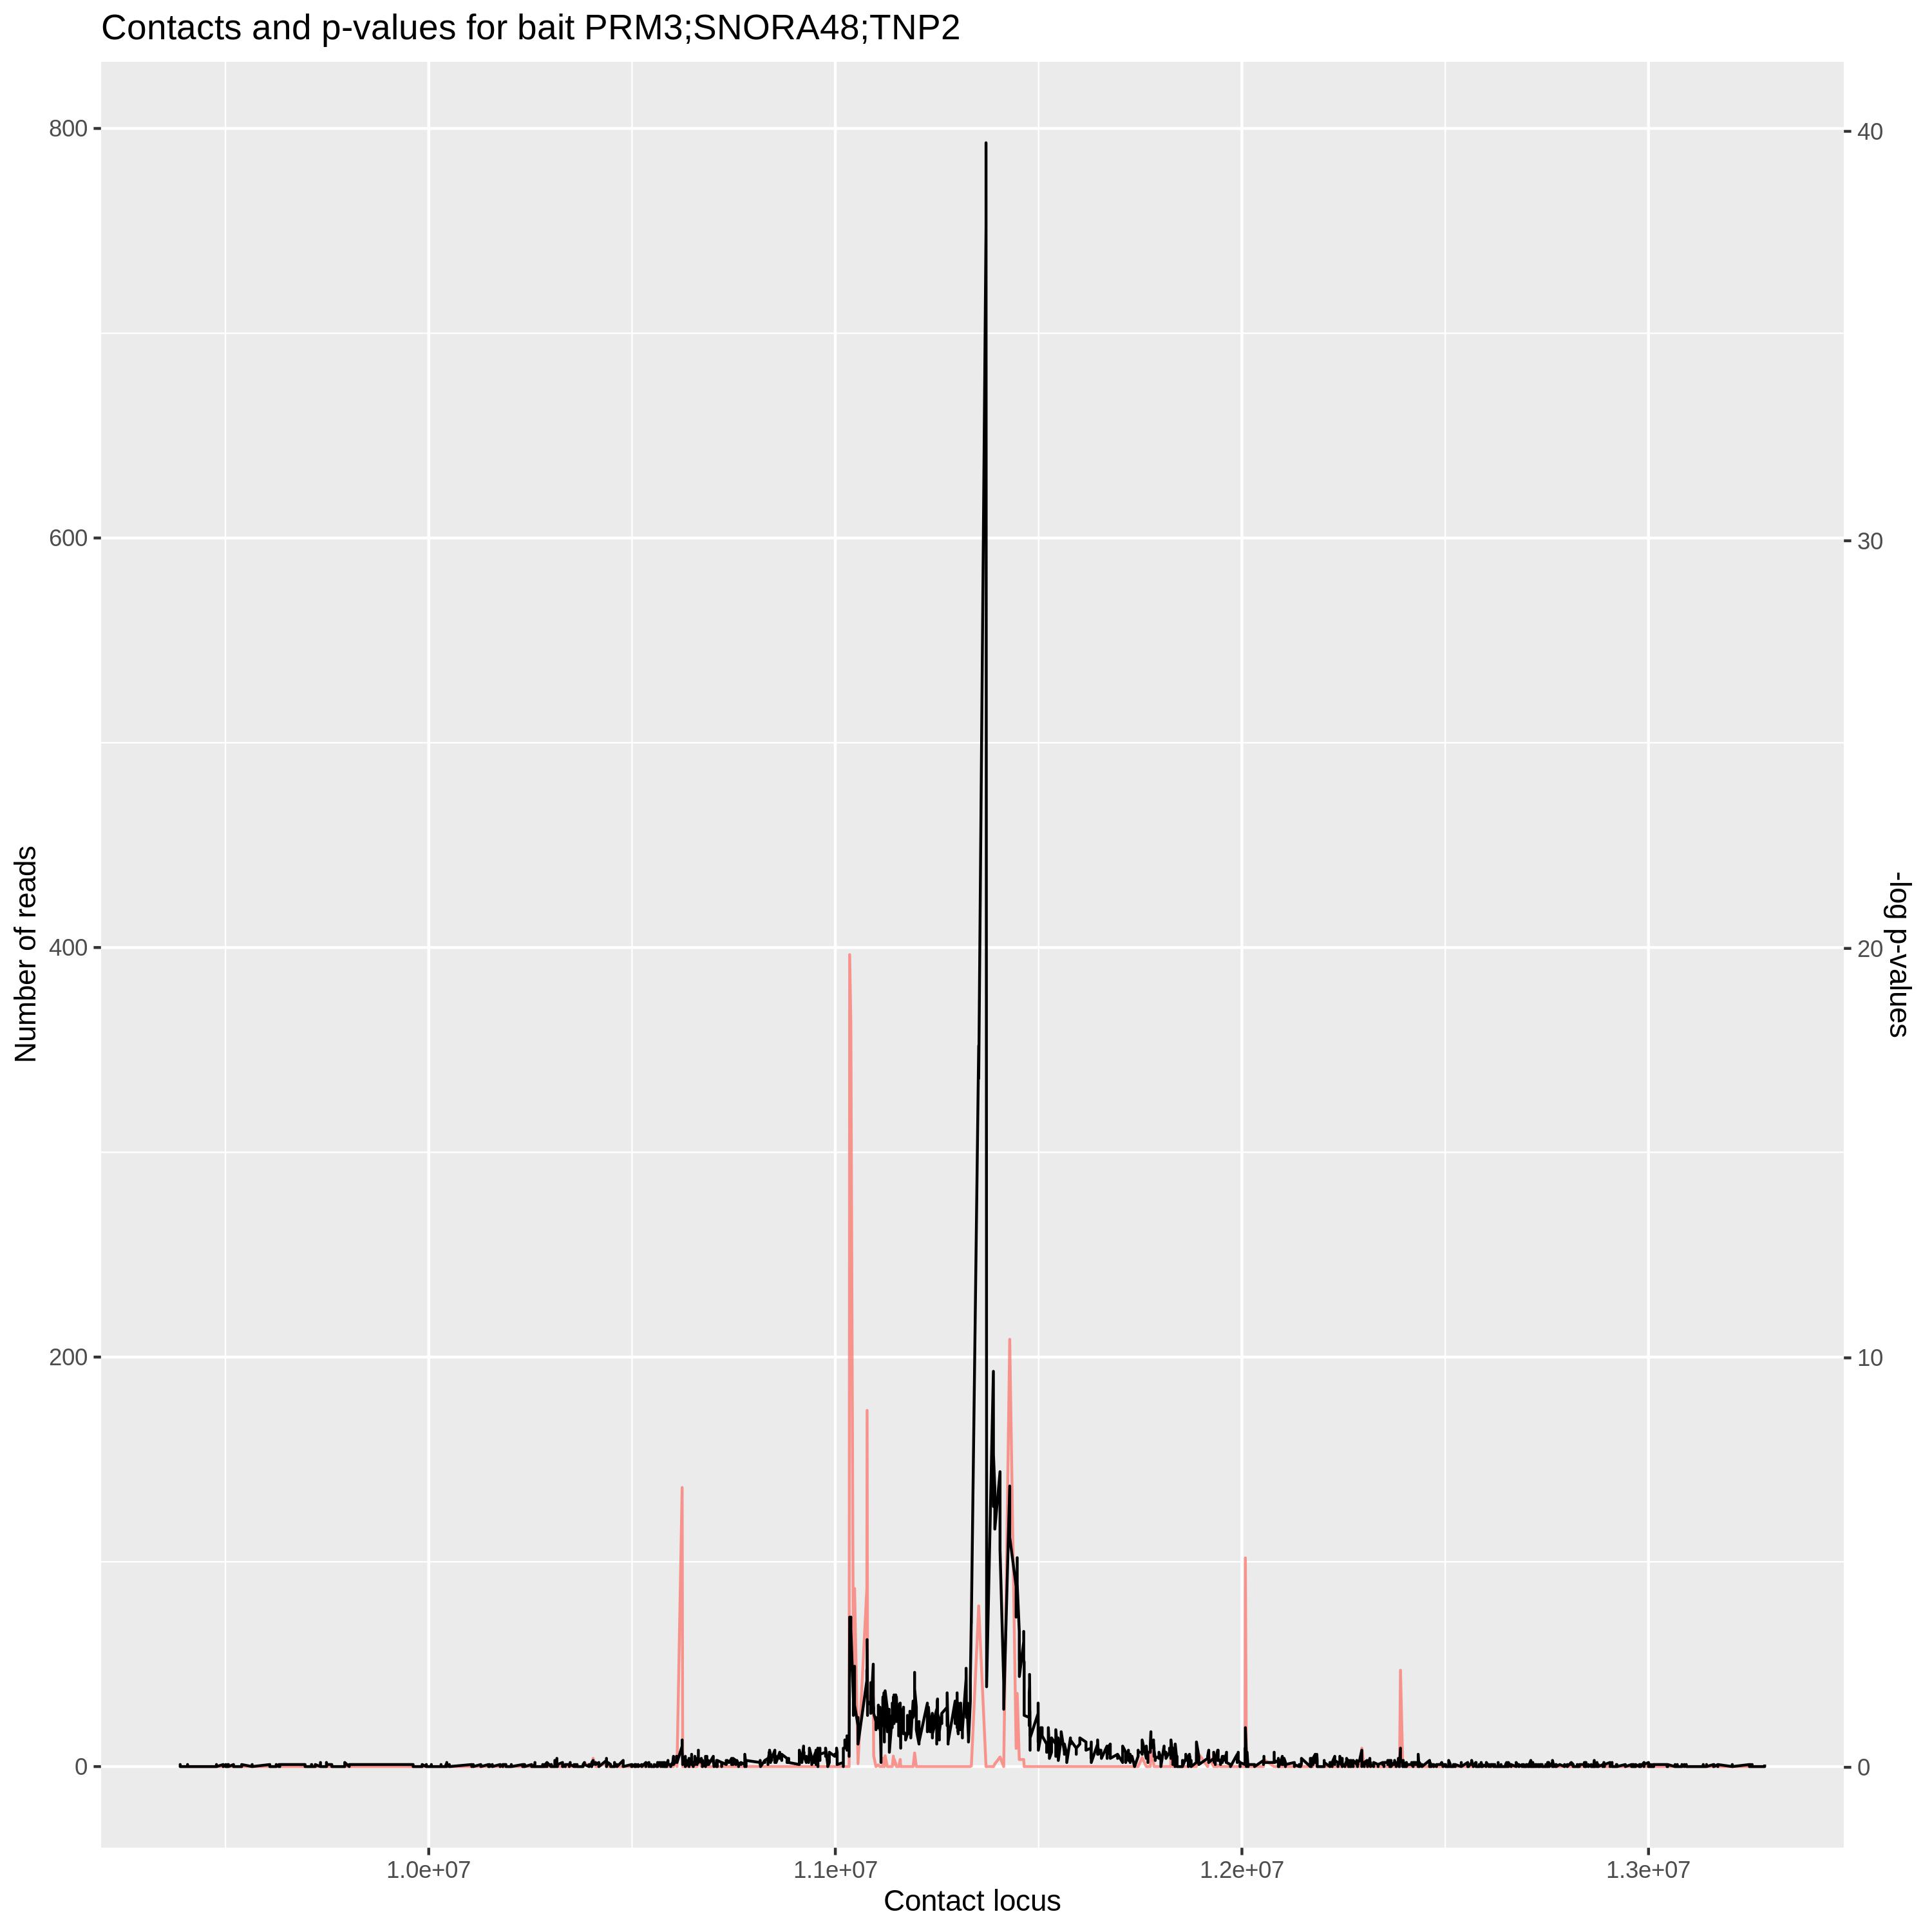 Contacts and p-values for bait PRM3;SNORA48;TNP2
800
600
400
200
0
Number of reads
40
30
20
10
0
-log p-values
1.0e+07
1.1e+07
1.2e+07
1.3e+07
Contact locus